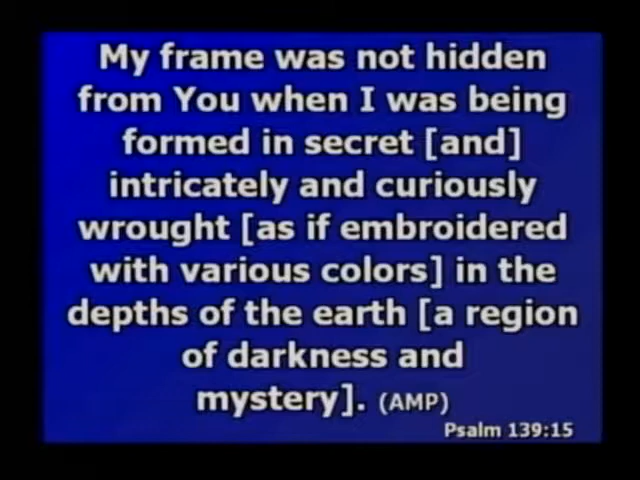 My frame was not hidden
from You when I was being
formed in secret [and]
intricately and curiously
wrought [as if embroidered
with various colors] in the
depths of the earth [a region
of darkness and
mystery]. (AMP)
Psalm 139:15